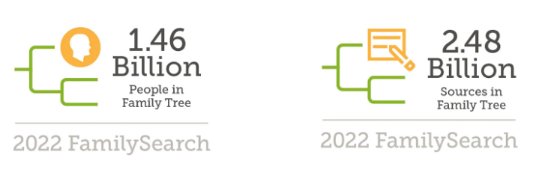 1.46
Billion
People in
Family Tree
2022 FamilySearch
2.48
Billion
Sources in
Family Tree
2022 FamilySearch